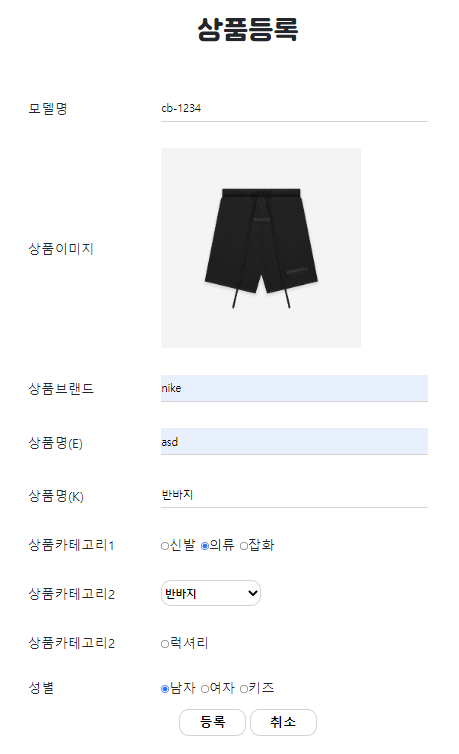 상품등록
모델명 cb-1234
상품이미지
상품브랜드 nike
상품명(E) asd
상품명(K) 반바지
상품카테고리1 신발 의류 잡화
상품카테고리2 반바지
상품카테고리2 럭셔리
성별 남자 여자 키즈
등록 취소